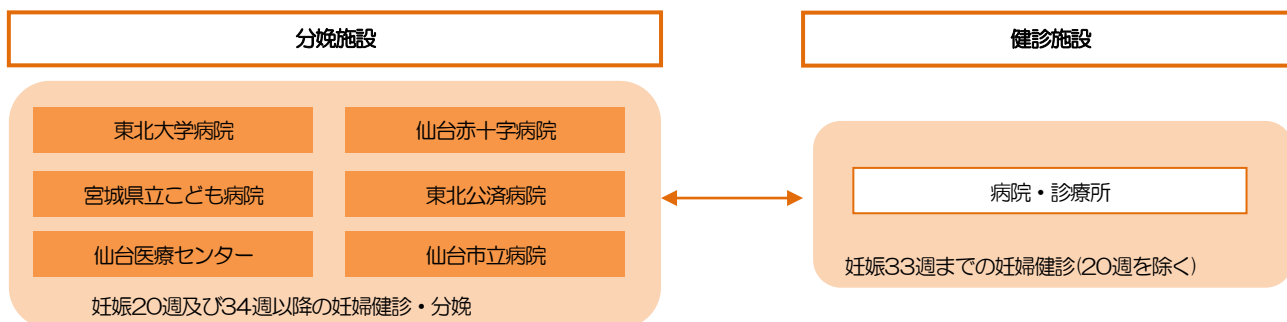 分娩施設
健診施設
東北大学病院
仙台赤十字病院
宮城県立こども病院
東北公済病院
仙台医療センター
仙台市立病院
妊娠20週及び34週以降の妊婦健診・分娩
病院・診療所
妊娠33週までの妊婦健診(20週を除く)